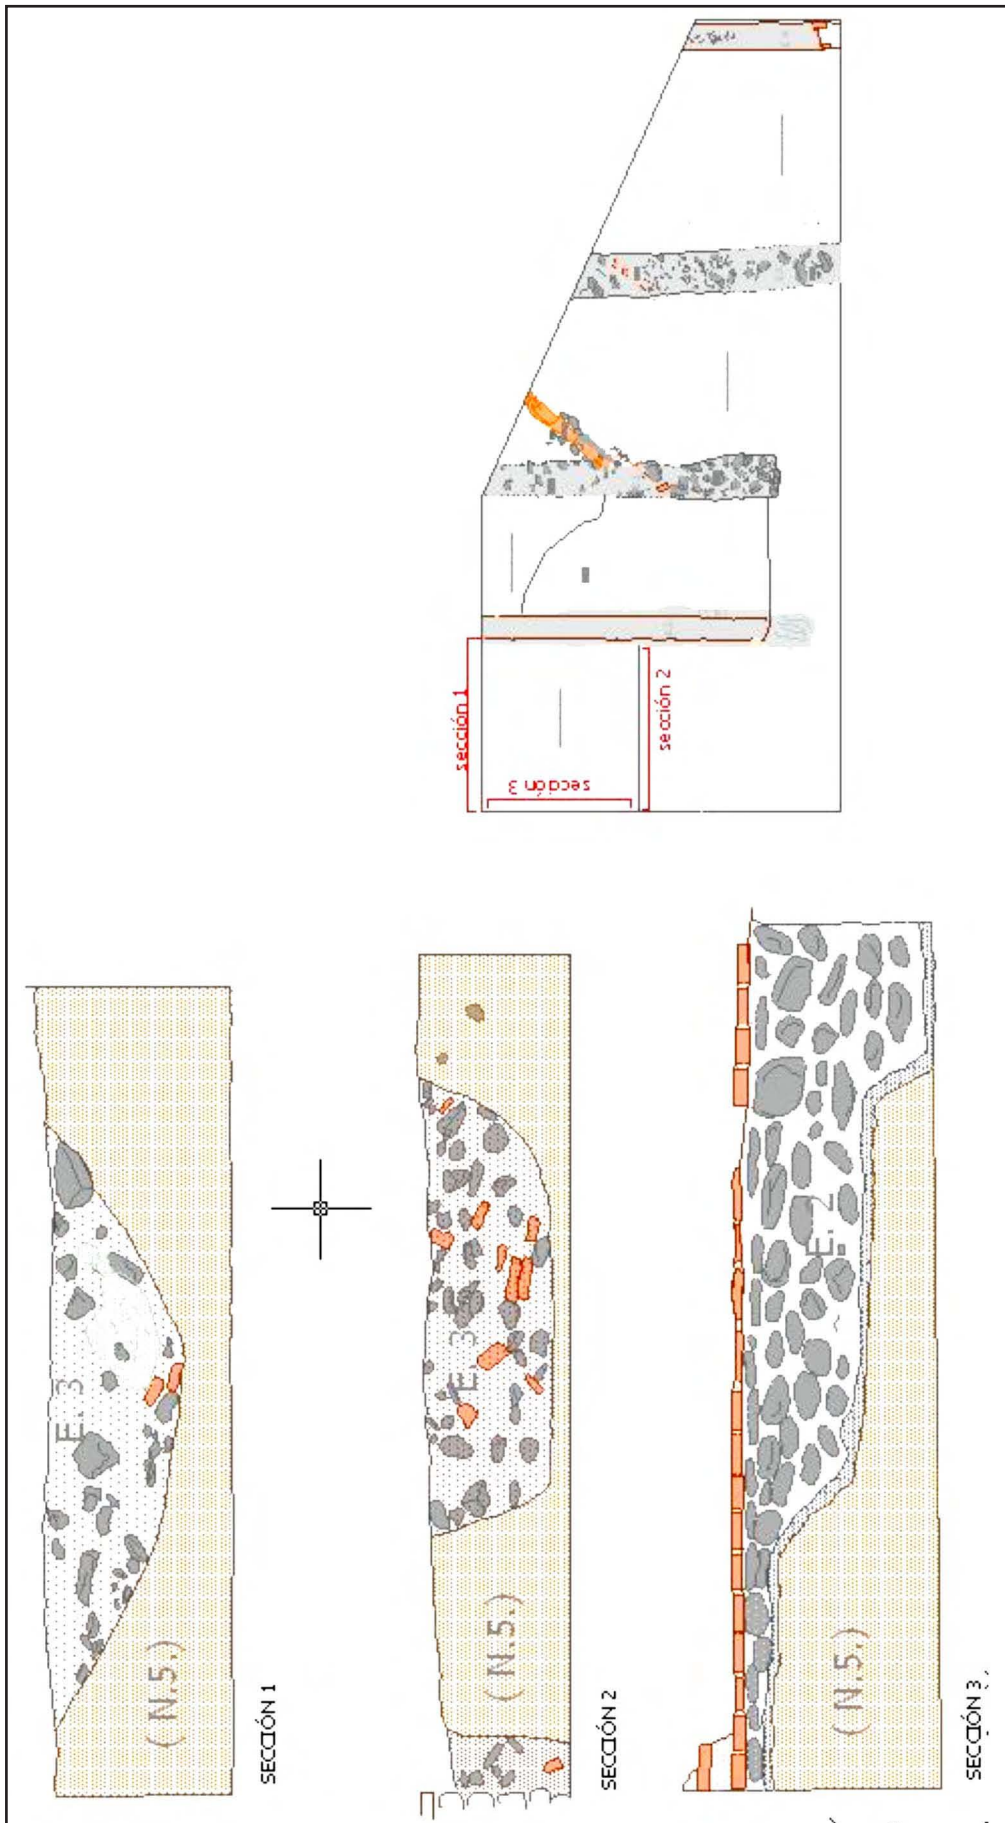 sección 1
sección 2
sección 3
E. 3
(N.5.)
SECCIÓN 1
E. 3
(N.5.)
SECCIÓN 2
E. 2
(N.5.)
SECCIÓN 3